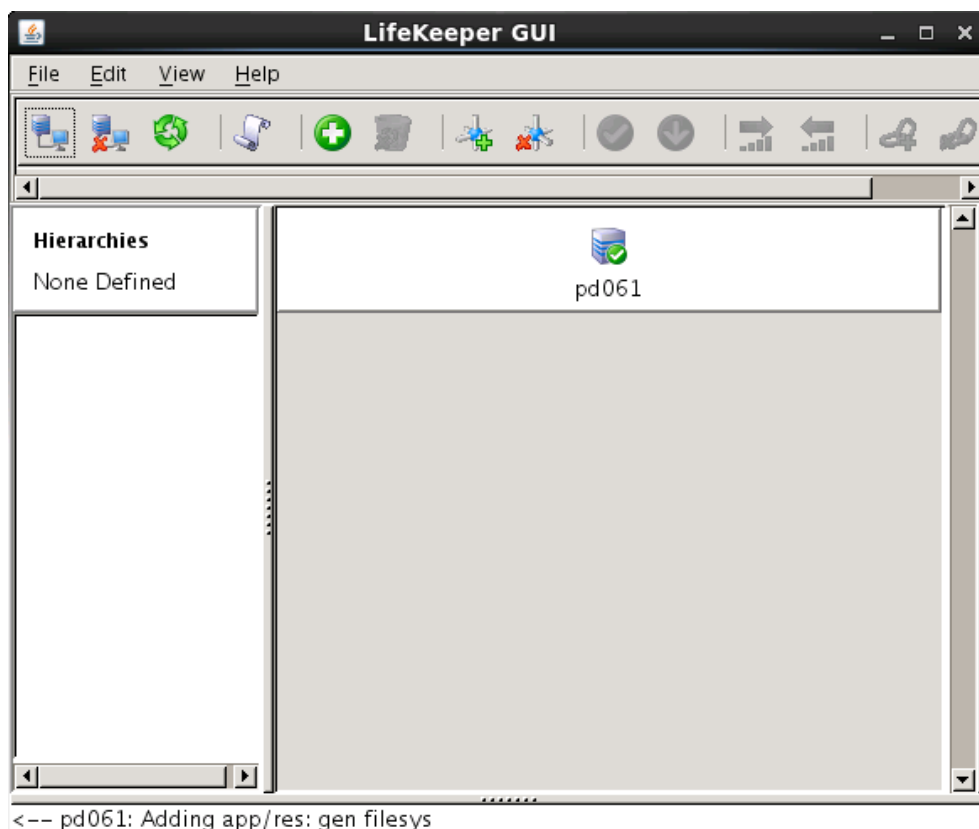 LifeKeeper GUI
File Edit View Help
Hierarchies
None Defined
pd061
<-- pd061: Adding app/res: gen filesys